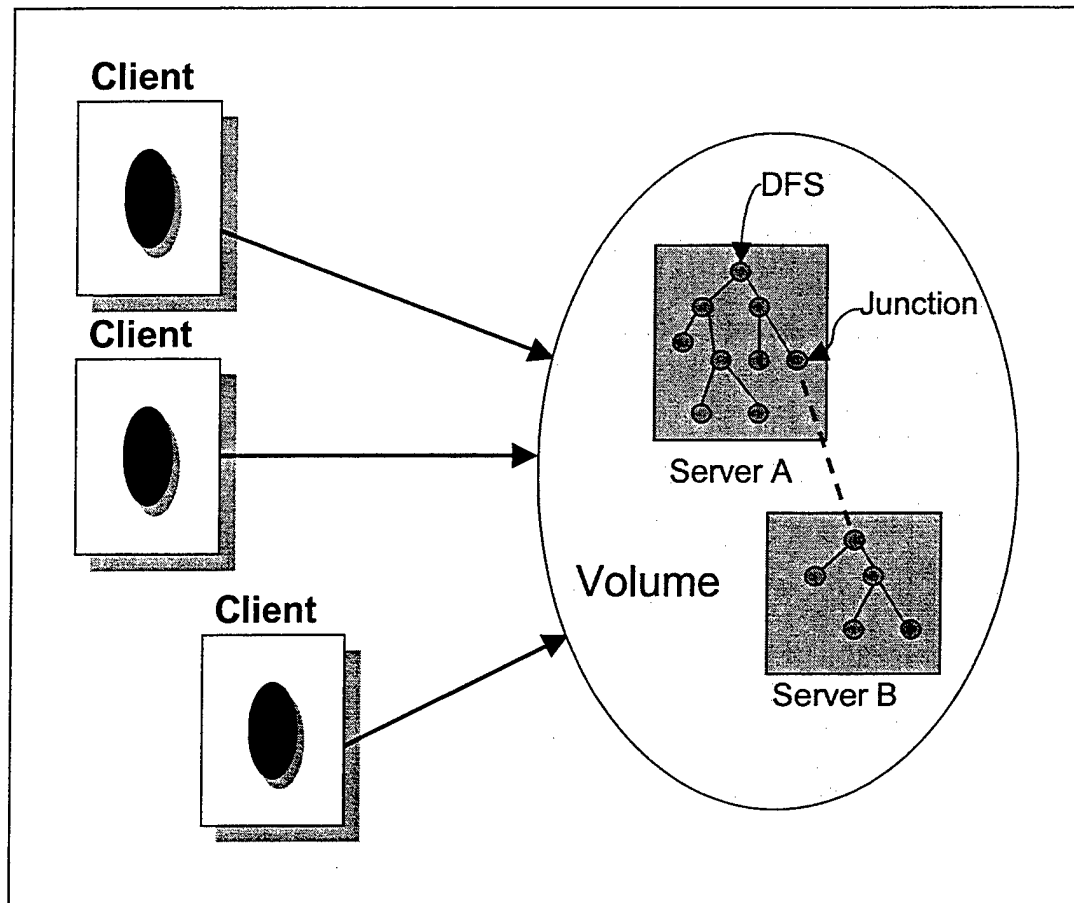 Client
Client
Client
DFS
Junction
Server A
Volume
Server B